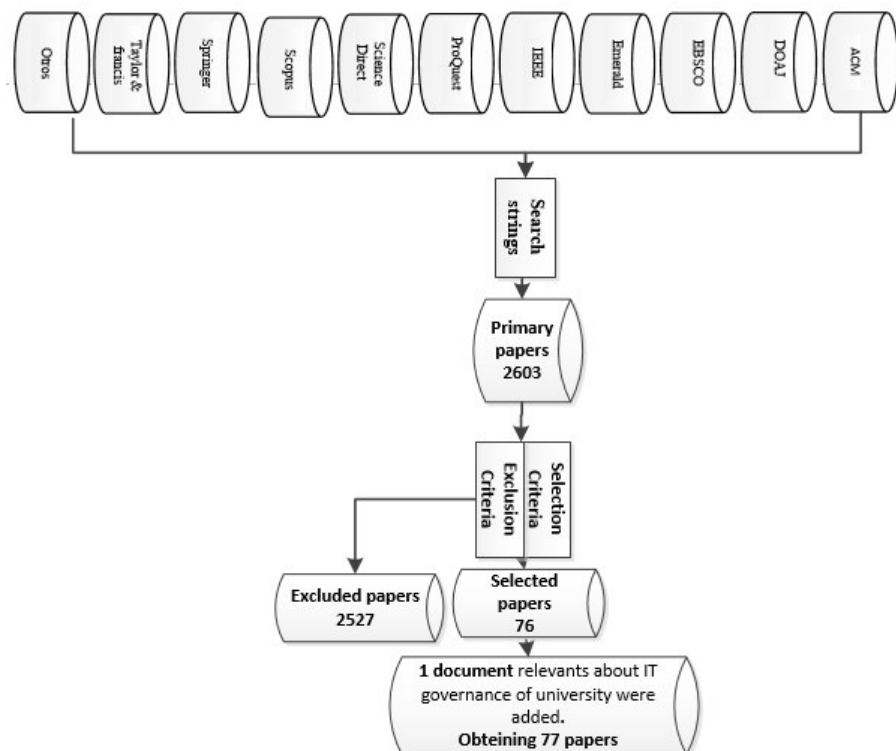 Otros
Taylor &
francis
Springer
Scopus
Science
Direct
ProQuest
IEEE
Emerald
EBSCO
DOAJ
ACM
Search
strings
Primary
papers
2603
Selection
Criteria
Exclusion
Criteria
Excluded papers
2527
Selected
papers
76
1 document relevants about IT
governance of university were
added.
Obteining 77 papers